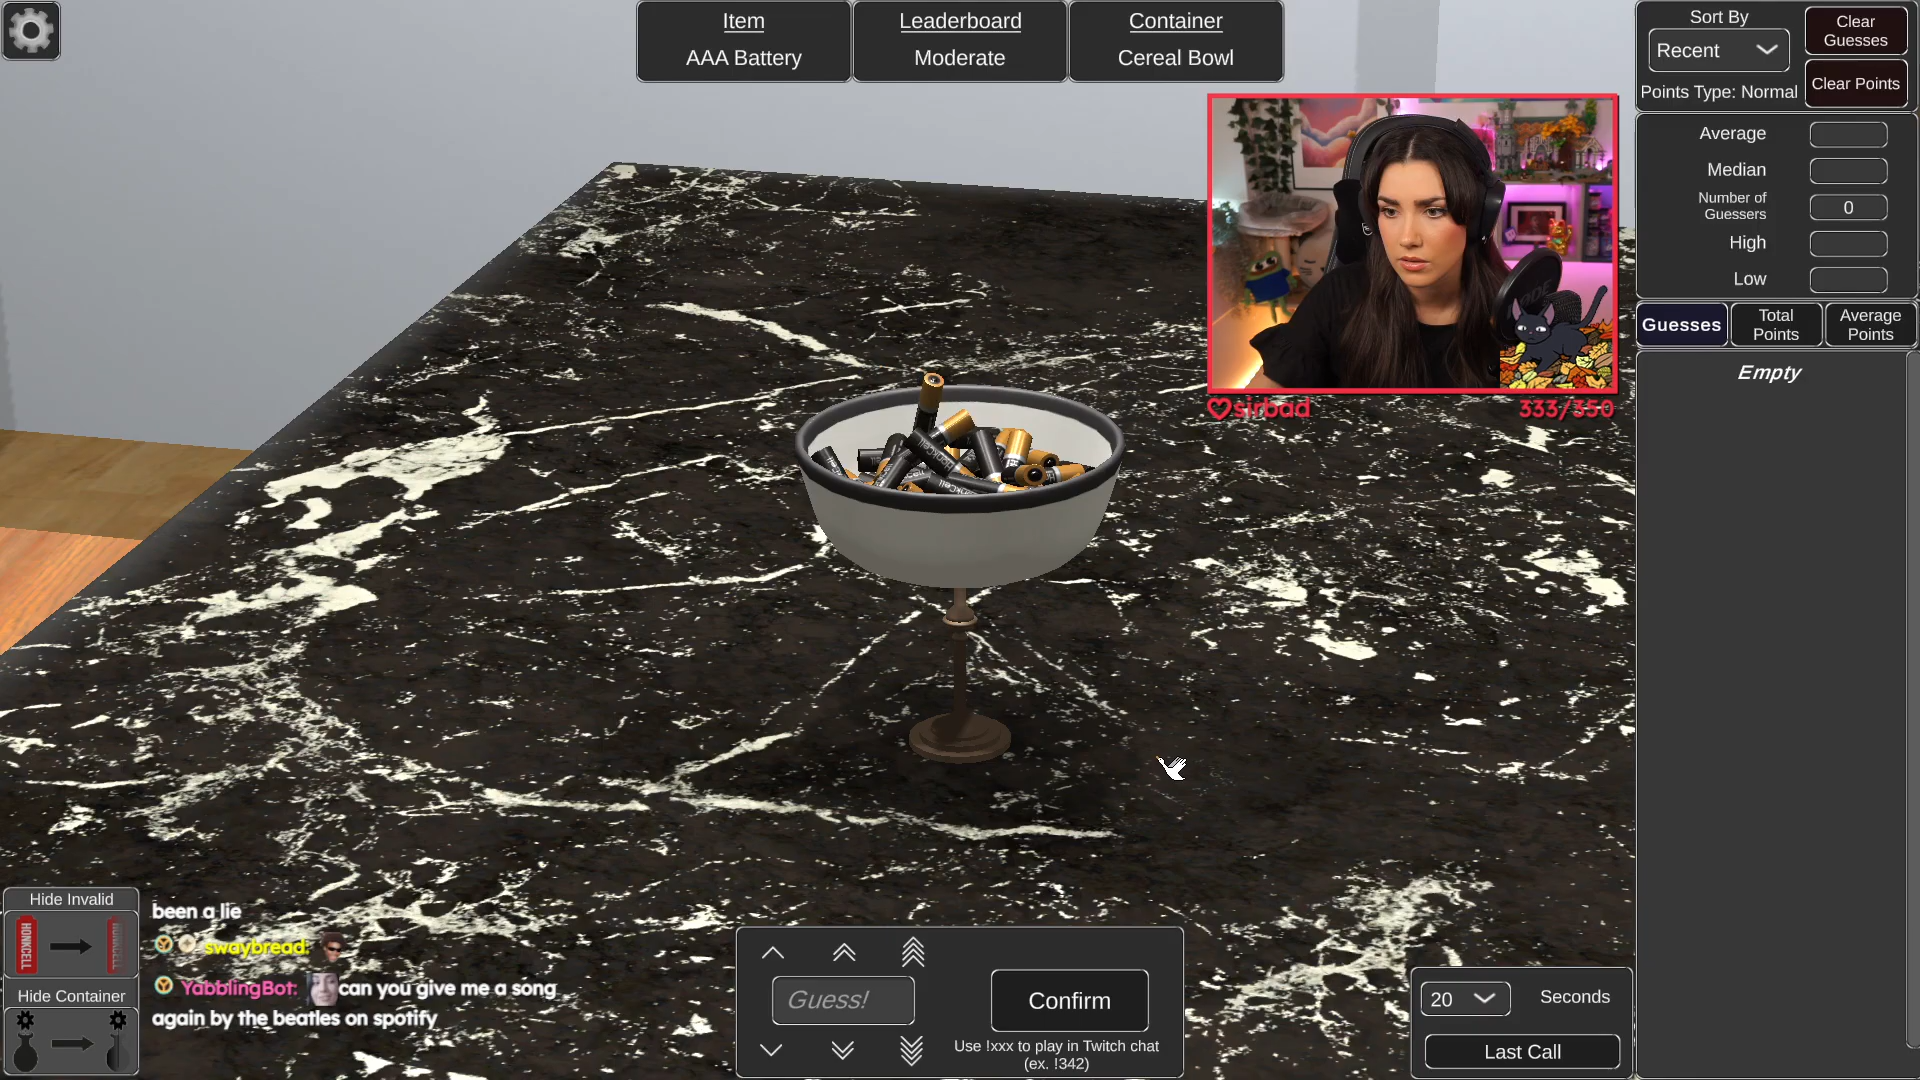 Item
AAA Battery
Leaderboard
Moderate
Container
Cereal Bowl
Sort By
Recent
Clear
Guesses
Points Type: Normal
Clear Points
Average
Median
Number of
Guessers
0
High
Low
Guesses
Total
Points
Average
Points
Empty
sirbad
333/350
Hide Invalid
HONKCELL
Hide Container
been a lie
swaybread:
YabblingBot: can you give me a song
again by the beatles on spotify
Guess!
Confirm
Use !xxx to play in Twitch chat
(ex. !342)
20
Seconds
Last Call